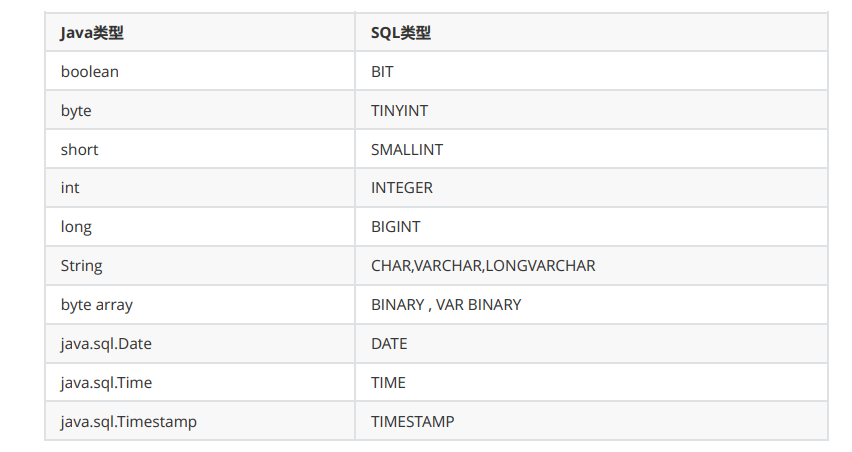 Java类型 SQL类型
boolean BIT
byte TINYINT
short SMALLINT
int INTEGER
long BIGINT
String CHAR,VARCHAR,LONGVARCHAR
byte array BINARY , VAR BINARY
java.sql.Date DATE
java.sql.Time TIME
java.sql.Timestamp TIMESTAMP